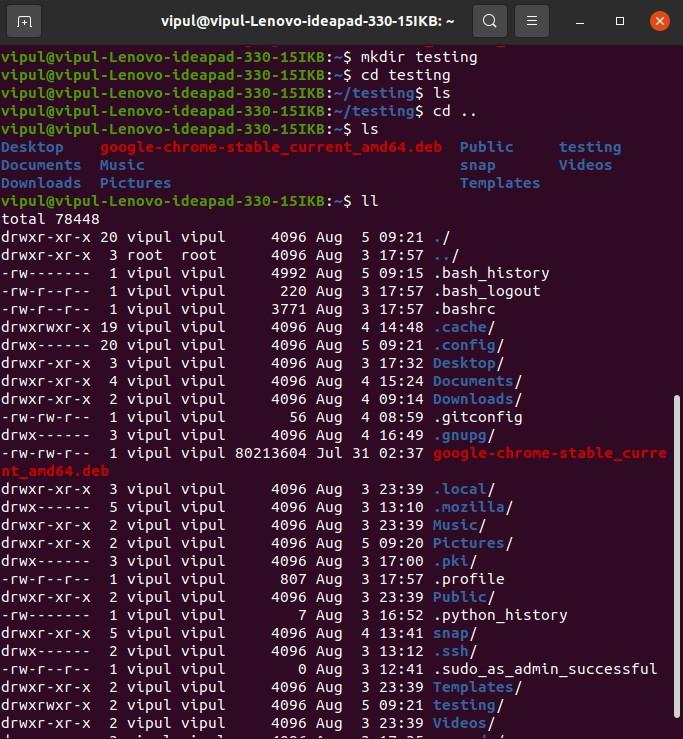 vipul@vipul-Lenovo-ideapad-330-15IKB: ~
vipul@vipul-Lenovo-ideapad-330-15IKB:~$ mkdir testing
vipul@vipul-Lenovo-ideapad-330-15IKB:~$ cd testing
vipul@vipul-Lenovo-ideapad-330-15IKB:~/testing$ ls
vipul@vipul-Lenovo-ideapad-330-15IKB:~/testing$ cd ..
vipul@vipul-Lenovo-ideapad-330-15IKB:~$ ls
Desktop    google-chrome-stable_current_amd64.deb  Public     testing
Documents  Music                                   snap       Videos
Downloads  Pictures                                Templates
vipul@vipul-Lenovo-ideapad-330-15IKB:~$ ll
total 78448
drwxr-xr-x 20 vipul vipul     4096 Aug  5 09:21 ./
drwxr-xr-x  3 root  root      4096 Aug  3 17:57 ../
-rw-------  1 vipul vipul     4992 Aug  5 09:15 .bash_history
-rw-r--r--  1 vipul vipul      220 Aug  3 17:57 .bash_logout
-rw-r--r--  1 vipul vipul     3771 Aug  3 17:57 .bashrc
drwxrwxr-x 19 vipul vipul     4096 Aug  4 14:48 .cache/
drwx------ 20 vipul vipul     4096 Aug  5 09:21 .config/
drwxr-xr-x  3 vipul vipul     4096 Aug  3 17:32 Desktop/
drwxr-xr-x  4 vipul vipul     4096 Aug  4 15:24 Documents/
drwxr-xr-x  2 vipul vipul     4096 Aug  4 09:14 Downloads/
-rw-rw-r--  1 vipul vipul       56 Aug  4 08:59 .gitconfig
drwx------  3 vipul vipul     4096 Aug  4 16:49 .gnupg/
-rw-rw-r--  1 vipul vipul 80213604 Jul 31 02:37 google-chrome-stable_curre
nt_amd64.deb
drwxr-xr-x  3 vipul vipul     4096 Aug  3 23:39 .local/
drwx------  5 vipul vipul     4096 Aug  3 13:10 .mozilla/
drwxr-xr-x  2 vipul vipul     4096 Aug  3 23:39 Music/
drwxr-xr-x  2 vipul vipul     4096 Aug  5 09:20 Pictures/
drwx------  3 vipul vipul     4096 Aug  3 17:00 .pki/
-rw-r--r--  1 vipul vipul      807 Aug  3 17:57 .profile
drwxr-xr-x  2 vipul vipul     4096 Aug  3 23:39 Public/
-rw-------  1 vipul vipul        7 Aug  3 16:52 .python_history
drwxr-xr-x  5 vipul vipul     4096 Aug  4 13:41 snap/
drwx------  2 vipul vipul     4096 Aug  3 13:12 .ssh/
-rw-r--r--  1 vipul vipul        0 Aug  3 12:41 .sudo_as_admin_successful
drwxr-xr-x  2 vipul vipul     4096 Aug  3 23:39 Templates/
drwxrwxr-x  2 vipul vipul     4096 Aug  5 09:21 testing/
drwxr-xr-x  2 vipul vipul     4096 Aug  3 23:39 Videos/